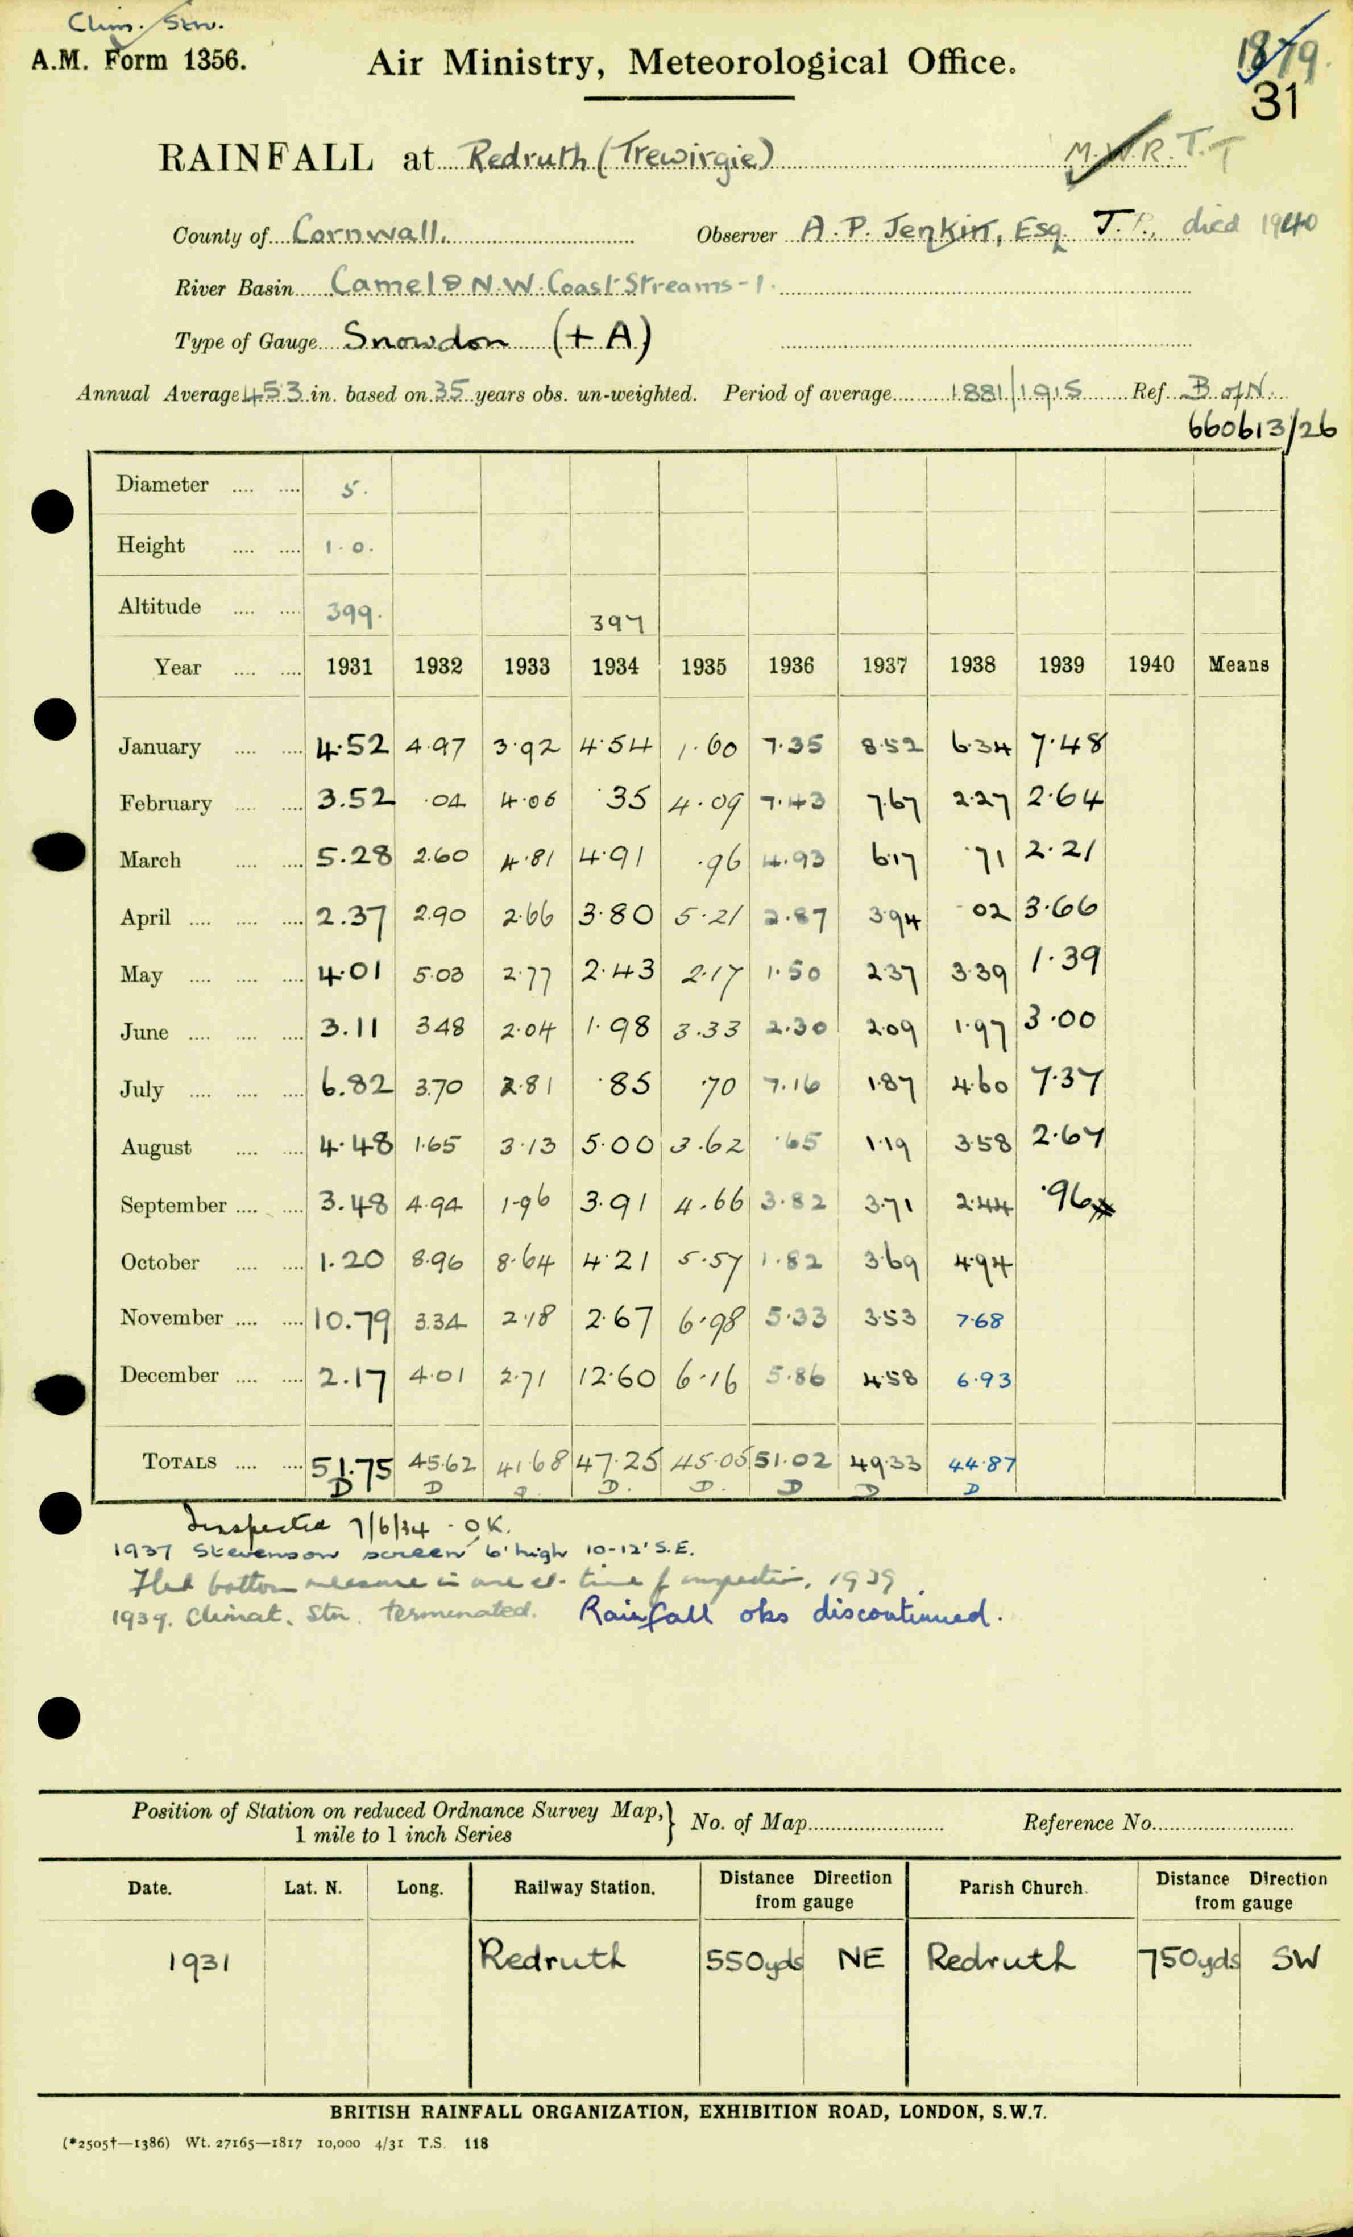 Clim. Stn.
A.M. Form 1356.
Air Ministry, Meteorological Office.
1879.
31
RAINFALL at Redruth (Trewirgie) M.W.R.T.T
County of Cornwall. Observer A. P. Jenkin, Esq. J.P., died 1940
River Basin Camel & N.W. Coast Streams - 1.
Type of Gauge Snowdon (+ A)
Annual Average 45.3 in. based on 35 years obs. un-weighted. Period of average 1881/1915 Ref. B of N.
660613/26
Diameter 5.
Height 1.0.
Altitude 399. 397
Year 1931 1932 1933 1934 1935 1936 1937 1938 1939 1940 Means
January 4.52 4.97 3.92 4.54 1.60 7.35 8.52 6.34 7.48
February 3.52 .04 4.06 .35 4.09 7.43 7.67 2.27 2.64
March 5.28 2.60 4.81 4.91 .96 4.93 6.17 .71 2.21
April 2.37 2.90 2.66 3.80 5.21 2.87 3.94 .02 3.66
May 4.01 5.03 2.77 2.43 2.17 1.50 2.37 3.39 1.39
June 3.11 3.48 2.04 1.98 3.33 2.30 2.09 1.97 3.00
July 6.82 3.70 2.81 .85 .70 7.16 1.87 4.60 7.37
August 4.48 1.65 3.13 5.00 3.62 .65 1.19 3.58 2.67
September 3.48 4.94 1.96 3.91 4.66 3.82 3.71 2.44 .96
October 1.20 8.96 8.64 4.21 5.57 1.82 3.69 4.94
November 10.79 3.34 2.18 2.67 6.98 5.33 3.53 7.68
December 2.17 4.01 2.71 12.60 6.16 5.86 4.58 6.93
TOTALS 51.75 45.62 41.68 47.25 45.05 51.02 49.33 44.87
D D D. D. D D D
Inspected 7/6/34 - OK.
1937 Stevenson screen 6' high 10-12' S.E.
Flat bottom measure in use at time of inspection, 1939.
1939. Climat. Stn. terminated. Rainfall obs discontinued.
Position of Station on reduced Ordnance Survey Map, } No. of Map Reference No.
1 mile to 1 inch Series
Date. Lat. N. Long. Railway Station. Distance Direction from gauge Parish Church. Distance Direction from gauge
1931 Redruth 550yds NE Redruth 750yds SW
BRITISH RAINFALL ORGANIZATION, EXHIBITION ROAD, LONDON, S.W.7.
(*2505†—1386) Wt. 27165—1817 10,000 4/31 T.S. 118